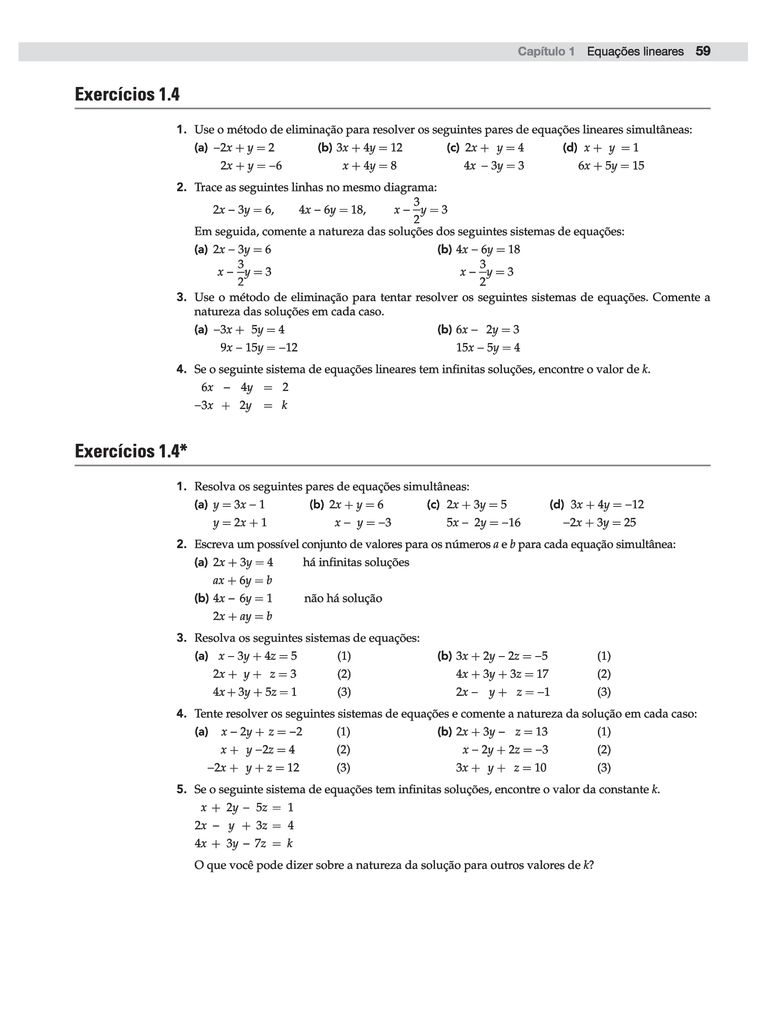 Capítulo 1 Equações lineares 59
Exercícios 1.4
1. Use o método de eliminação para resolver os seguintes pares de equações lineares simultâneas:
(a) –2x + y = 2 (b) 3x + 4y = 12 (c) 2x + y = 4 (d) x + y = 1
2x + y = –6 x + 4y = 8 4x – 3y = 3 6x + 5y = 15
2. Trace as seguintes linhas no mesmo diagrama:
2x – 3y = 6, 4x – 6y = 18, x – 3/2 y = 3
Em seguida, comente a natureza das soluções dos seguintes sistemas de equações:
(a) 2x – 3y = 6 (b) 4x – 6y = 18
x – 3/2 y = 3 x – 3/2 y = 3
3. Use o método de eliminação para tentar resolver os seguintes sistemas de equações. Comente a
natureza das soluções em cada caso.
(a) –3x + 5y = 4 (b) 6x – 2y = 3
9x – 15y = –12 15x – 5y = 4
4. Se o seguinte sistema de equações lineares tem infinitas soluções, encontre o valor de k.
6x – 4y = 2
–3x + 2y = k
Exercícios 1.4*
1. Resolva os seguintes pares de equações simultâneas:
(a) y = 3x – 1 (b) 2x + y = 6 (c) 2x + 3y = 5 (d) 3x + 4y = –12
y = 2x + 1 x – y = –3 5x – 2y = –16 –2x + 3y = 25
2. Escreva um possível conjunto de valores para os números a e b para cada equação simultânea:
(a) 2x + 3y = 4 há infinitas soluções
ax + 6y = b
(b) 4x – 6y = 1 não há solução
2x + ay = b
3. Resolva os seguintes sistemas de equações:
(a) x – 3y + 4z = 5 (1) (b) 3x + 2y – 2z = –5 (1)
2x + y + z = 3 (2) 4x + 3y + 3z = 17 (2)
4x + 3y + 5z = 1 (3) 2x – y + z = –1 (3)
4. Tente resolver os seguintes sistemas de equações e comente a natureza da solução em cada caso:
(a) x – 2y + z = –2 (1) (b) 2x + 3y – z = 13 (1)
x + y –2z = 4 (2) x – 2y + 2z = –3 (2)
–2x + y + z = 12 (3) 3x + y + z = 10 (3)
5. Se o seguinte sistema de equações tem infinitas soluções, encontre o valor da constante k.
x + 2y – 5z = 1
2x – y + 3z = 4
4x + 3y – 7z = k
O que você pode dizer sobre a natureza da solução para outros valores de k?